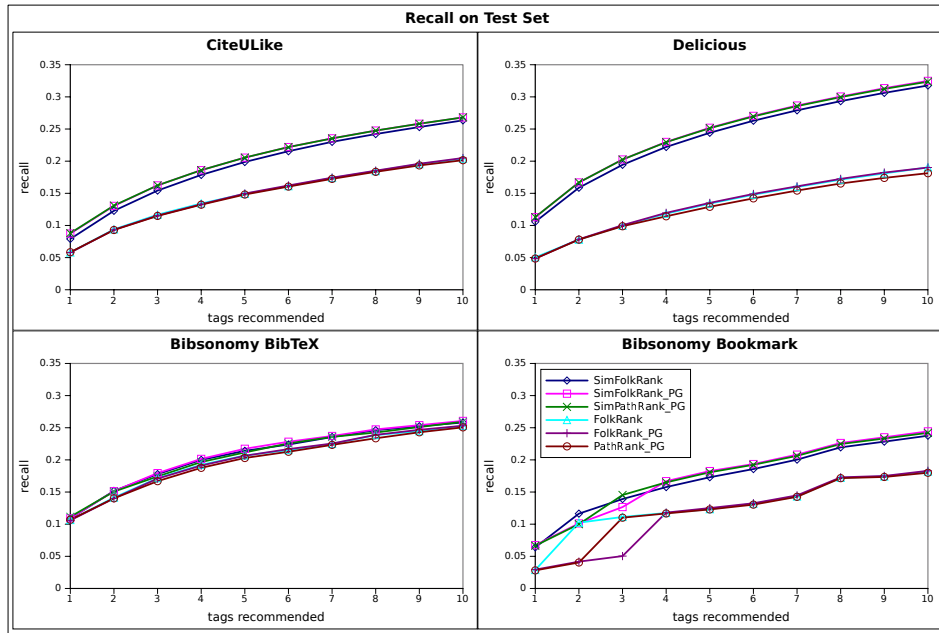 Recall on Test Set
CiteULike
0.35
0.3
0.25
0.2
0.15
0.1
0.05
0
recall
1 2 3 4 5 6 7 8 9 10
tags recommended
Delicious
0.35
0.3
0.25
0.2
0.15
0.1
0.05
0
recall
1 2 3 4 5 6 7 8 9 10
tags recommended
Bibsonomy BibTeX
0.35
0.3
0.25
0.2
0.15
0.1
0.05
0
recall
1 2 3 4 5 6 7 8 9 10
tags recommended
Bibsonomy Bookmark
0.35
0.3
0.25
0.2
0.15
0.1
0.05
0
recall
SimFolkRank
SimFolkRank_PG
SimPathRank_PG
FolkRank
FolkRank_PG
PathRank_PG
1 2 3 4 5 6 7 8 9 10
tags recommended